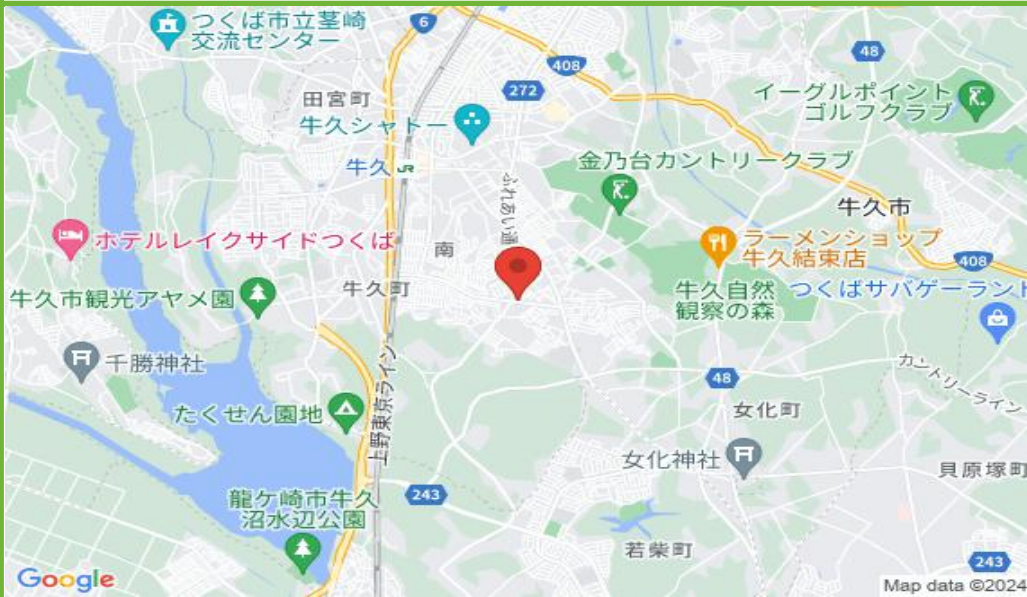 つくば市立茎崎
交流センター
6
48
408
272
イーグルポイント
ゴルフクラブ
田宮町
牛久シャトー
牛久
JR
金乃台カントリークラブ
ふれあい通
牛久市
ホテルレイクサイドつくば
南
ラーメンショップ
牛久結束店
408
牛久市観光アヤメ園
牛久町
牛久自然
観察の森
つくばサバゲーランド
千勝神社
上野東京ライン
カントリーライン
48
たくせん園地
女化町
女化神社
貝原塚町
243
龍ケ崎市牛久
沼水辺公園
若柴町
243
Google
Map data ©2024